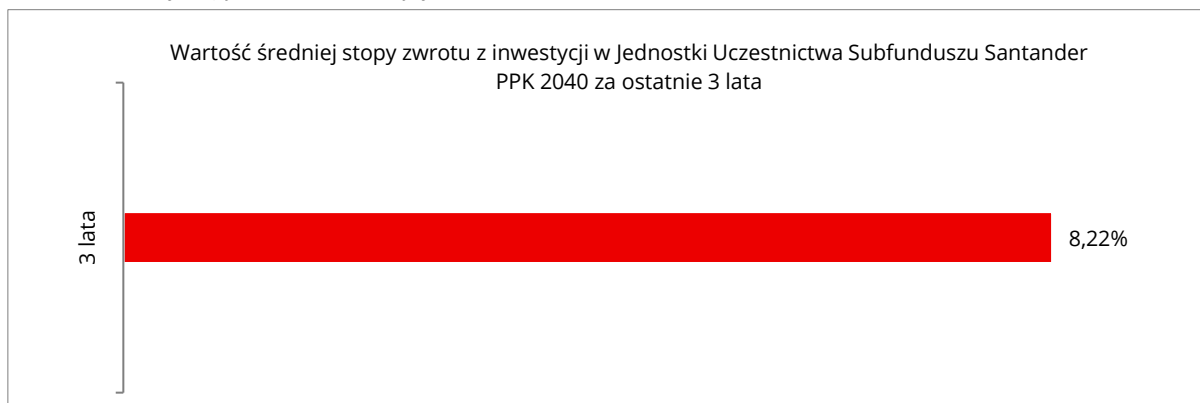 Wartość średniej stopy zwrotu z inwestycji w Jednostki Uczestnictwa Subfunduszu Santander
PPK 2040 za ostatnie 3 lata
3 lata
8,22%